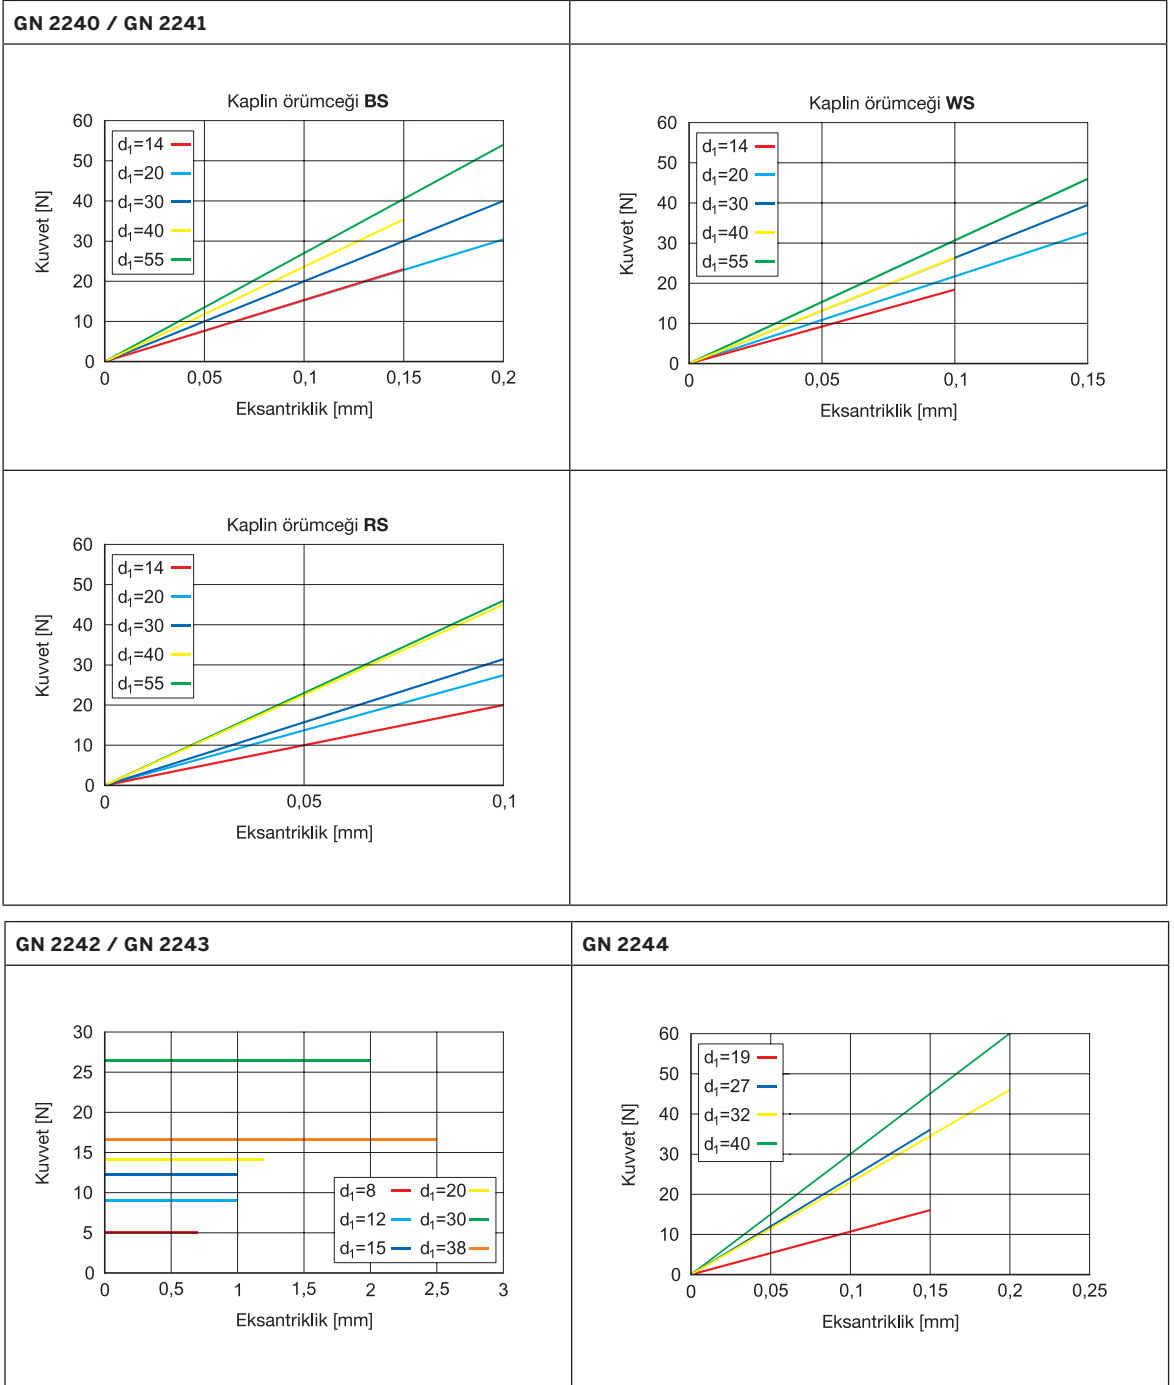 GN 2240 / GN 2241
Kaplin örümceği BS
Kuvvet [N]
60
50
40
30
20
10
0
d1=14
d1=20
d1=30
d1=40
d1=55
0 0,05 0,1 0,15 0,2
Eksantriklik [mm]
Kaplin örümceği WS
Kuvvet [N]
60
50
40
30
20
10
0
d1=14
d1=20
d1=30
d1=40
d1=55
0 0,05 0,1 0,15
Eksantriklik [mm]
Kaplin örümceği RS
Kuvvet [N]
60
50
40
30
20
10
0
d1=14
d1=20
d1=30
d1=40
d1=55
0 0,05 0,1
Eksantriklik [mm]
GN 2242 / GN 2243
Kuvvet [N]
30
25
20
15
10
5
0
d1=8 d1=20
d1=12 d1=30
d1=15 d1=38
0 0,5 1 1,5 2 2,5 3
Eksantriklik [mm]
GN 2244
Kuvvet [N]
60
50
40
30
20
10
0
d1=19
d1=27
d1=32
d1=40
0 0,05 0,1 0,15 0,2 0,25
Eksantriklik [mm]